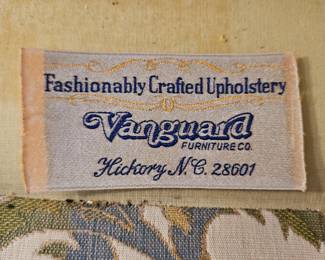 Fashionably Crafted Upholstery
Vanguard
FURNITURE CO.
Hickory N.C. 28601